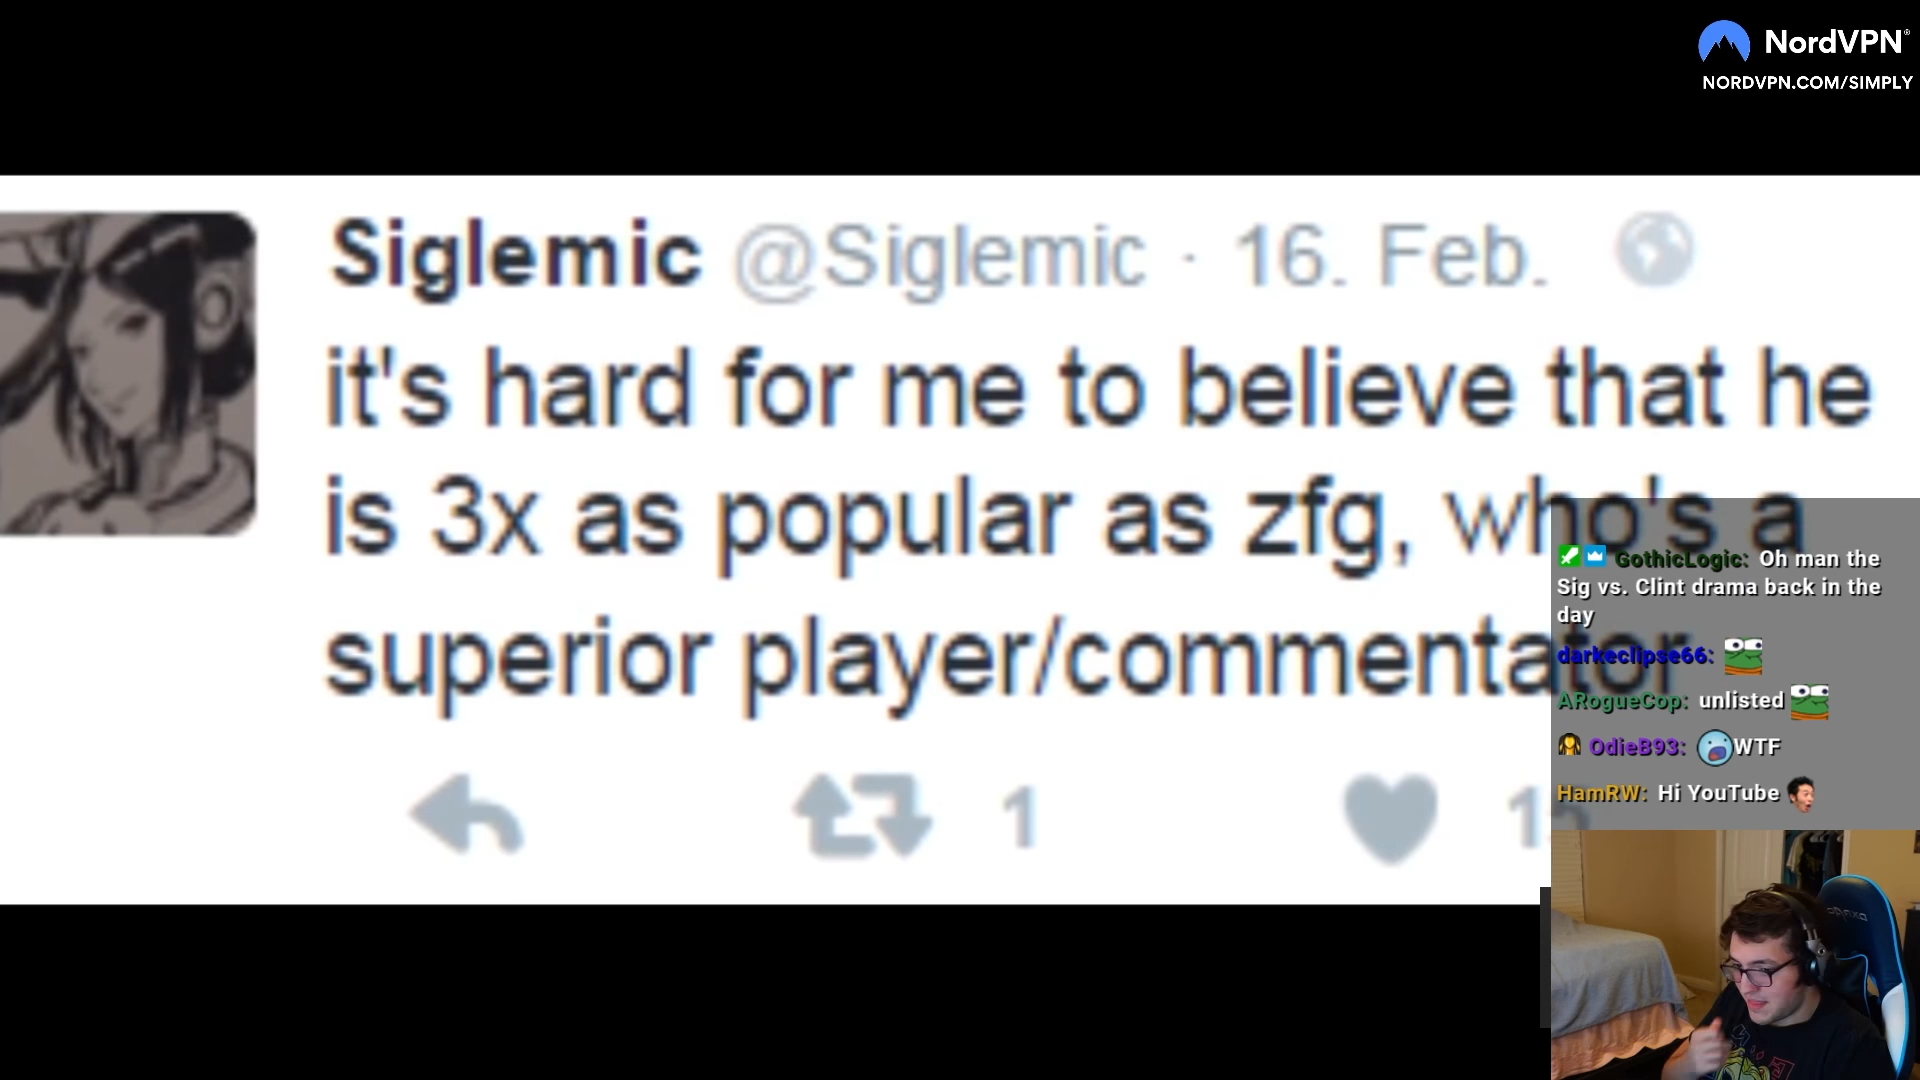 NordVPN®
NORDVPN.COM/SIMPLY
Siglemic @Siglemic · 16. Feb.
it's hard for me to believe that he
is 3x as popular as zfg, who's a
superior player/commentator
1
GothicLogic: Oh man the
Sig vs. Clint drama back in the
day
darkeclipse66:
ARogueCop: unlisted
OdieB93: WTF
HamRW: Hi YouTube